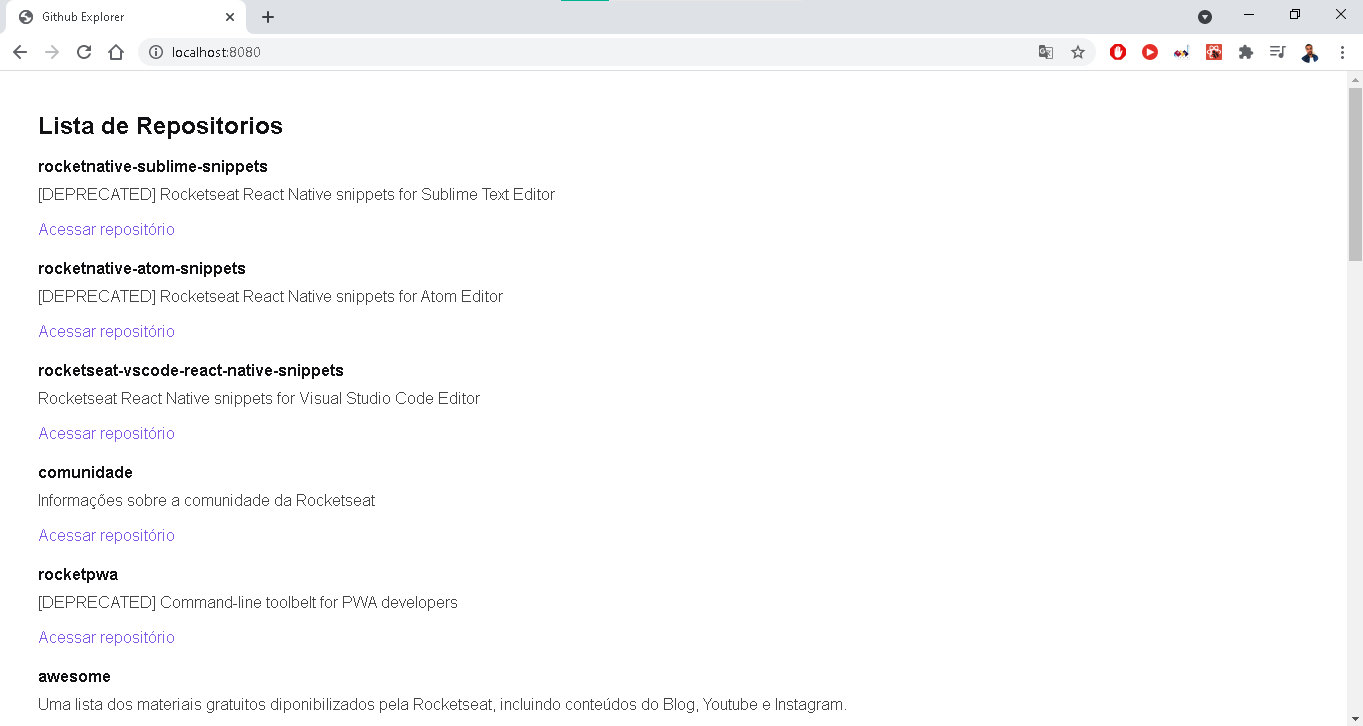 Github Explorer
localhost:8080
Lista de Repositorios
rocketnative-sublime-snippets
[DEPRECATED] Rocketseat React Native snippets for Sublime Text Editor
Acessar repositório
rocketnative-atom-snippets
[DEPRECATED] Rocketseat React Native snippets for Atom Editor
Acessar repositório
rocketseat-vscode-react-native-snippets
Rocketseat React Native snippets for Visual Studio Code Editor
Acessar repositório
comunidade
Informações sobre a comunidade da Rocketseat
Acessar repositório
rocketpwa
[DEPRECATED] Command-line toolbelt for PWA developers
Acessar repositório
awesome
Uma lista dos materiais gratuitos diponibilizados pela Rocketseat, incluindo conteúdos do Blog, Youtube e Instagram.